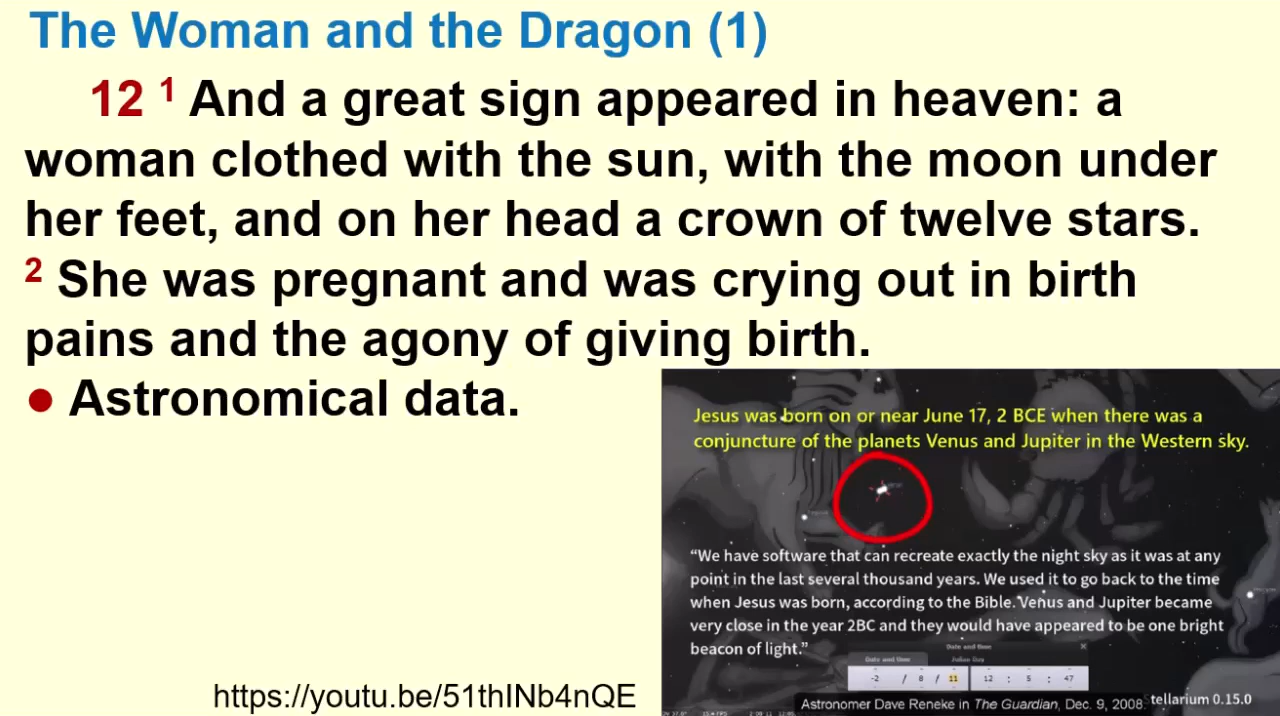 The Woman and the Dragon (1)
12 1 And a great sign appeared in heaven: a
woman clothed with the sun, with the moon under
her feet, and on her head a crown of twelve stars.
2 She was pregnant and was crying out in birth
pains and the agony of giving birth.
● Astronomical data.
Jesus was born on or near June 17, 2 BCE when there was a
conjuncture of the planets Venus and Jupiter in the Western sky.
“We have software that can recreate exactly the night sky as it was at any
point in the last several thousand years. We used it to go back to the time
when Jesus was born, according to the Bible. Venus and Jupiter became
very close in the year 2BC and they would have appeared to be one bright
beacon of light.”
Date and time
Date and time Julian Day
-2 / 8 / 11 12 : 5 : 47
https://youtu.be/51thINb4nQE
Astronomer Dave Reneke in The Guardian, Dec. 9, 2008
tellarium 0.15.0